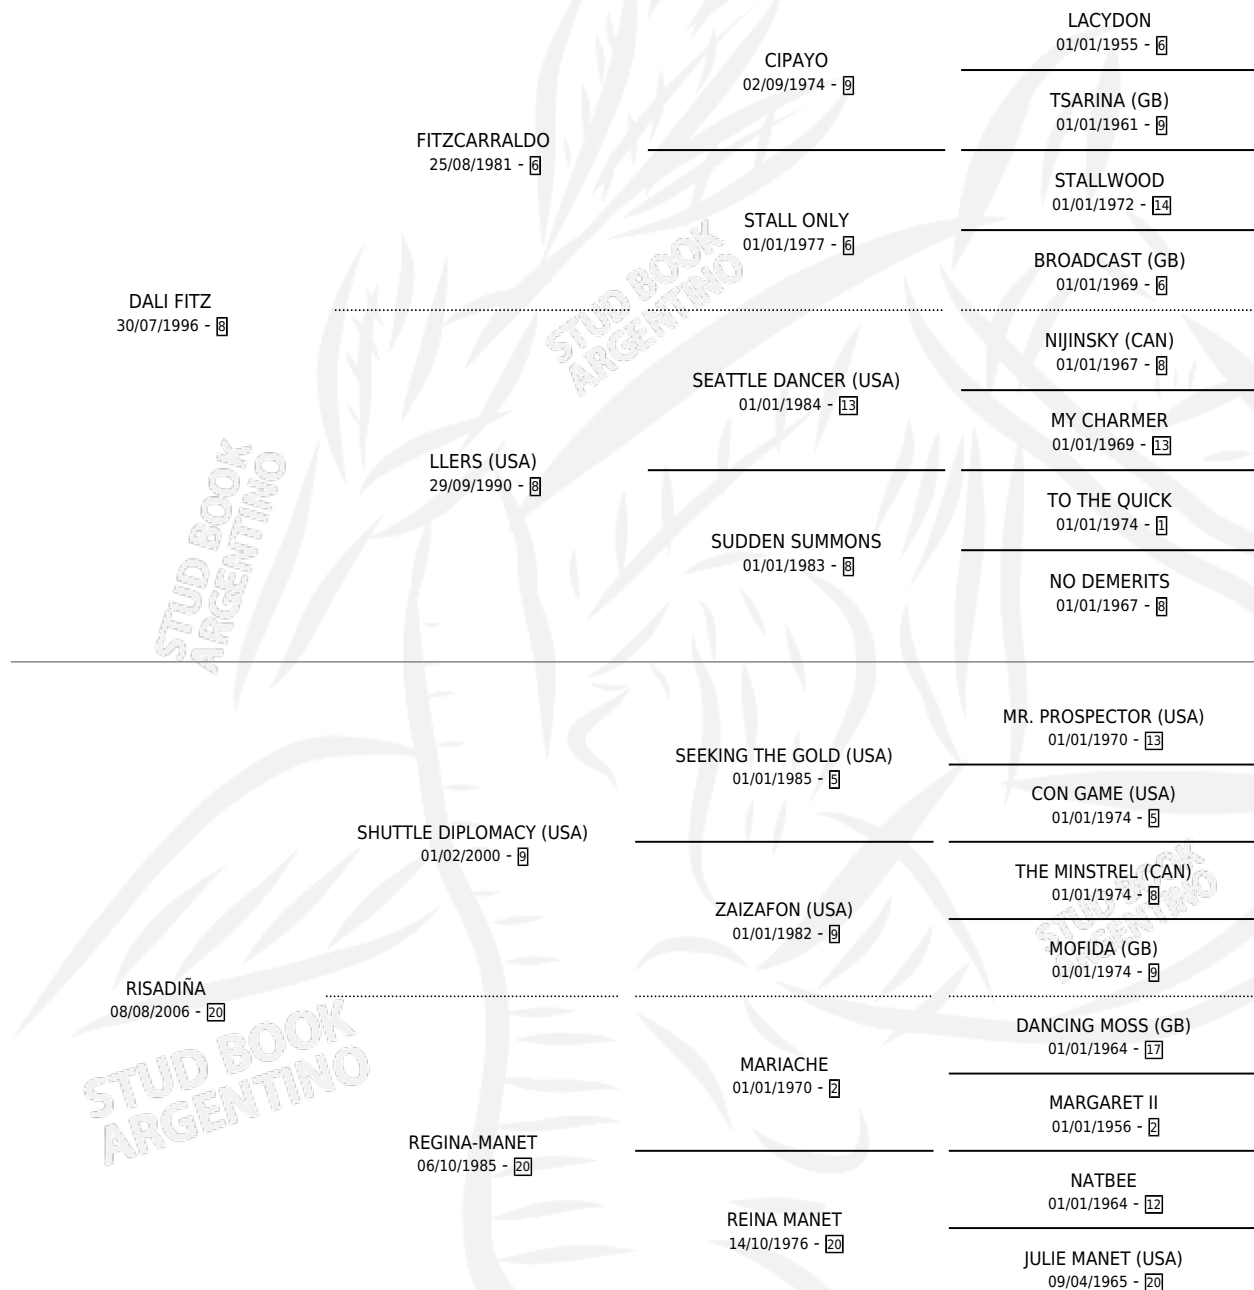 LACYDON
01/01/1955 - 6
CIPAYO
02/09/1974 - 9
TSARINA (GB)
01/01/1961 - 9
FITZCARRALDO
25/08/1981 - 6
STALLWOOD
01/01/1972 - 14
STALL ONLY
01/01/1977 - 6
BROADCAST (GB)
01/01/1969 - 6
DALI FITZ
30/07/1996 - 8
NIJINSKY (CAN)
01/01/1967 - 8
SEATTLE DANCER (USA)
01/01/1984 - 13
MY CHARMER
01/01/1969 - 13
LLERS (USA)
29/09/1990 - 8
TO THE QUICK
01/01/1974 - 1
SUDDEN SUMMONS
01/01/1983 - 8
NO DEMERITS
01/01/1967 - 8
MR. PROSPECTOR (USA)
01/01/1970 - 13
SEEKING THE GOLD (USA)
01/01/1985 - 5
CON GAME (USA)
01/01/1974 - 5
SHUTTLE DIPLOMACY (USA)
01/02/2000 - 9
THE MINSTREL (CAN)
01/01/1974 - 8
ZAIZAFON (USA)
01/01/1982 - 9
MOFIDA (GB)
01/01/1974 - 9
RISADIÑA
08/08/2006 - 20
DANCING MOSS (GB)
01/01/1964 - 17
MARIACHE
01/01/1970 - 2
MARGARET II
01/01/1956 - 2
REGINA-MANET
06/10/1985 - 20
NATBEE
01/01/1964 - 12
REINA MANET
14/10/1976 - 20
JULIE MANET (USA)
09/04/1965 - 20
STUD BOOK
ARGENTINO
STUD BOOK
ARGENTINO
STUD BOOK
ARGENTINO
STUD BOOK
ARGENTINO